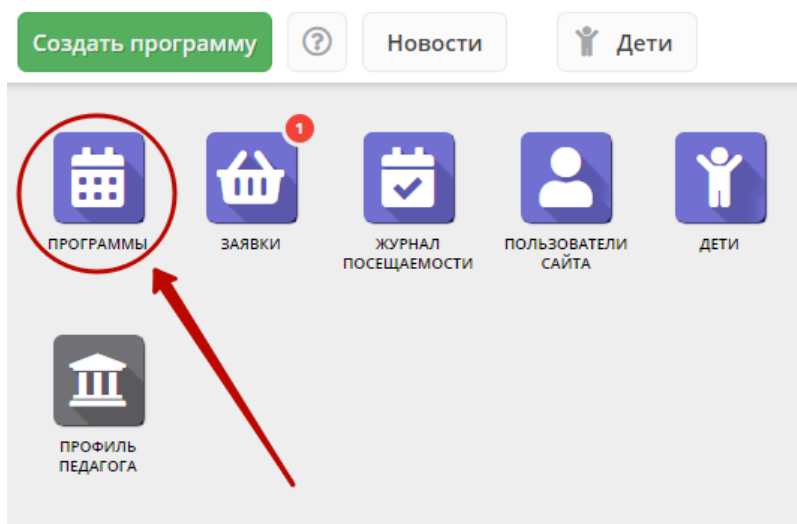 Создать программу
?
Новости
Дети
1
ПРОГРАММЫ
ЗАЯВКИ
ЖУРНАЛ
ПОСЕЩАЕМОСТИ
ПОЛЬЗОВАТЕЛИ
САЙТА
ДЕТИ
ПРОФИЛЬ
ПЕДАГОГА